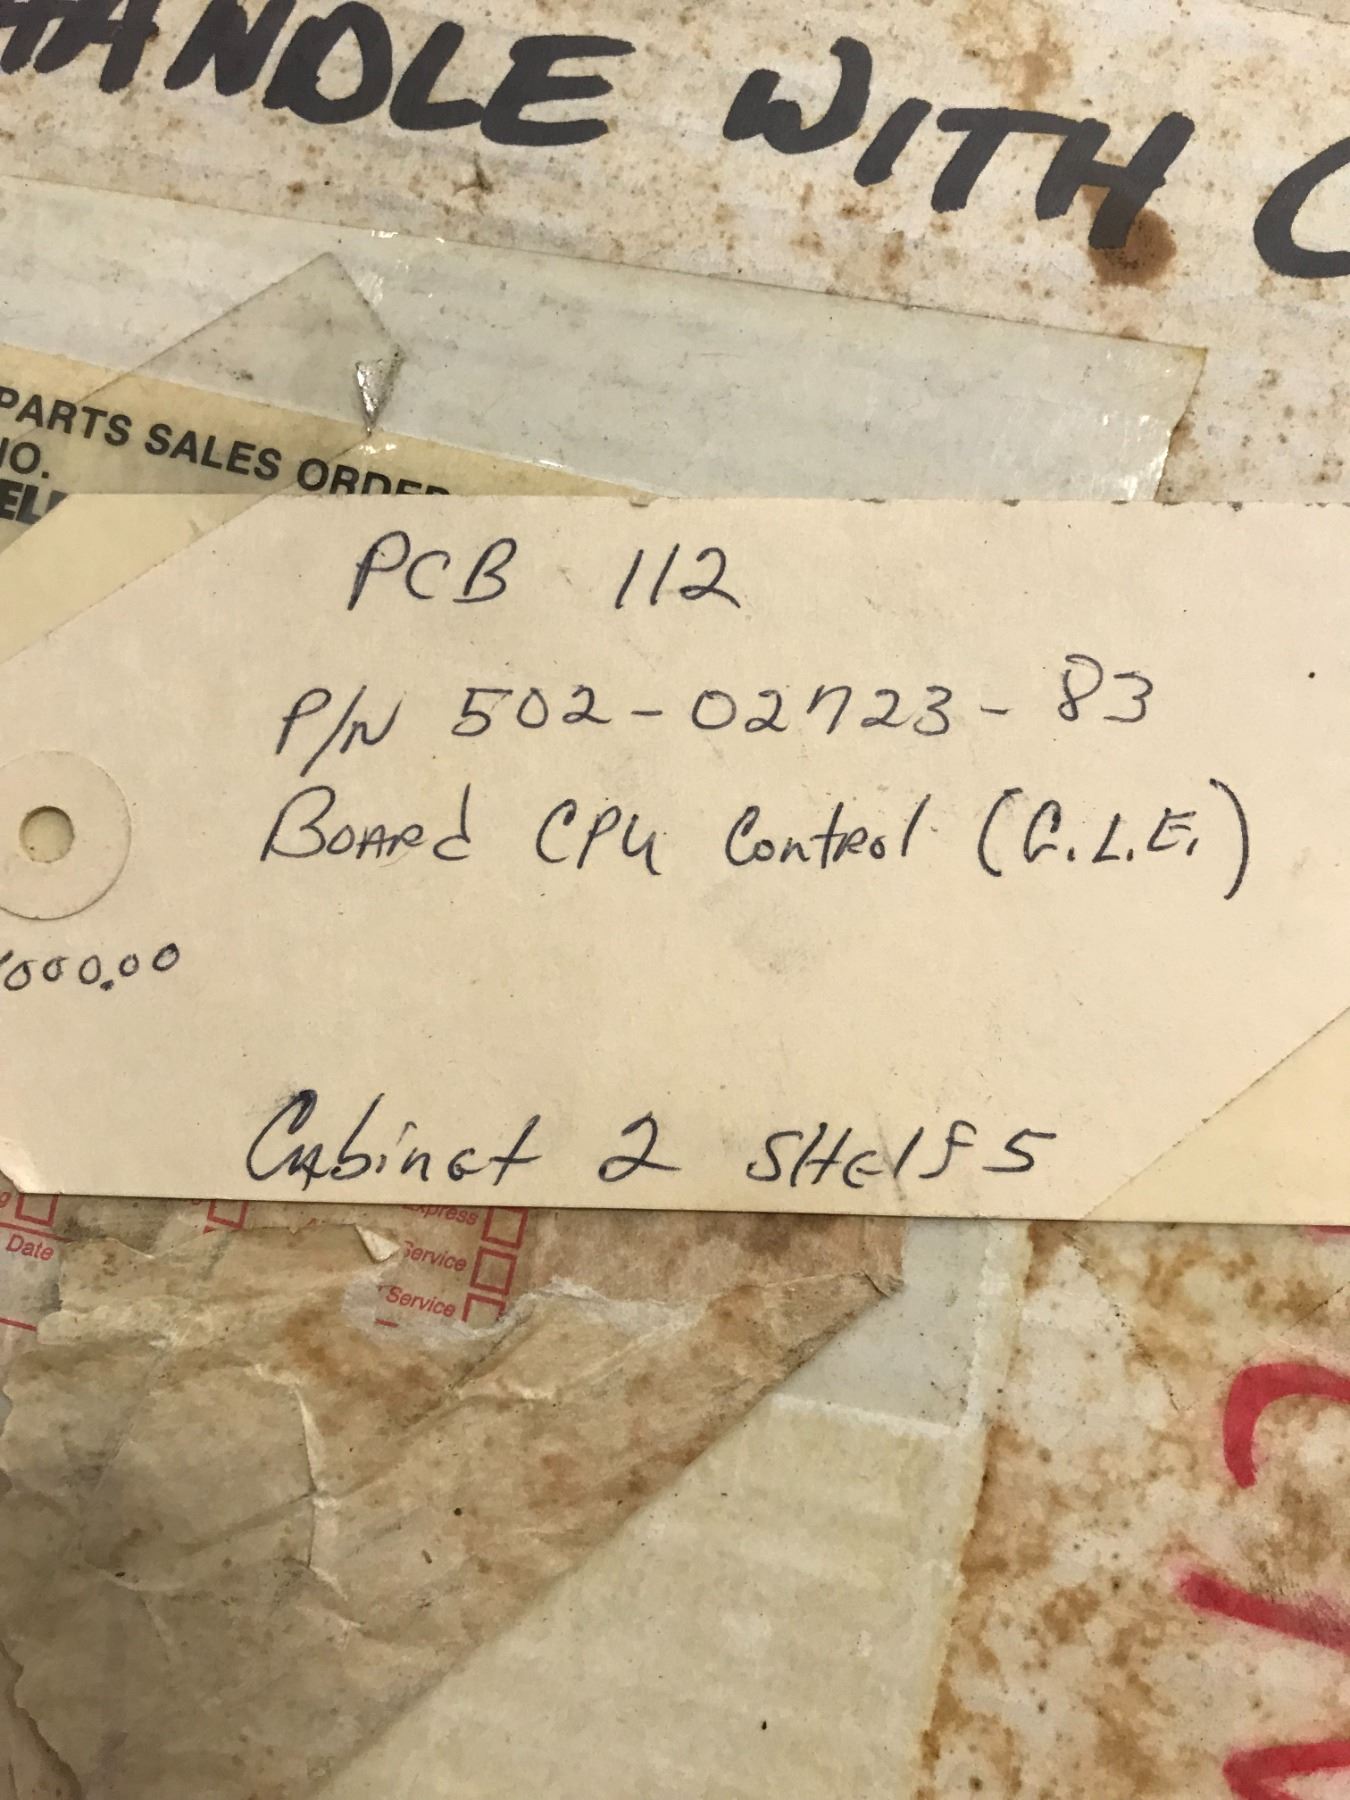 HANDLE WITH C
PARTS SALES ORDER
NO.
PCB 112
P/N 502-02723-83
Board CPU Control (G.L.E.)
000.00
Cabinet 2 SHelf 5
Express
Date
Service
Service